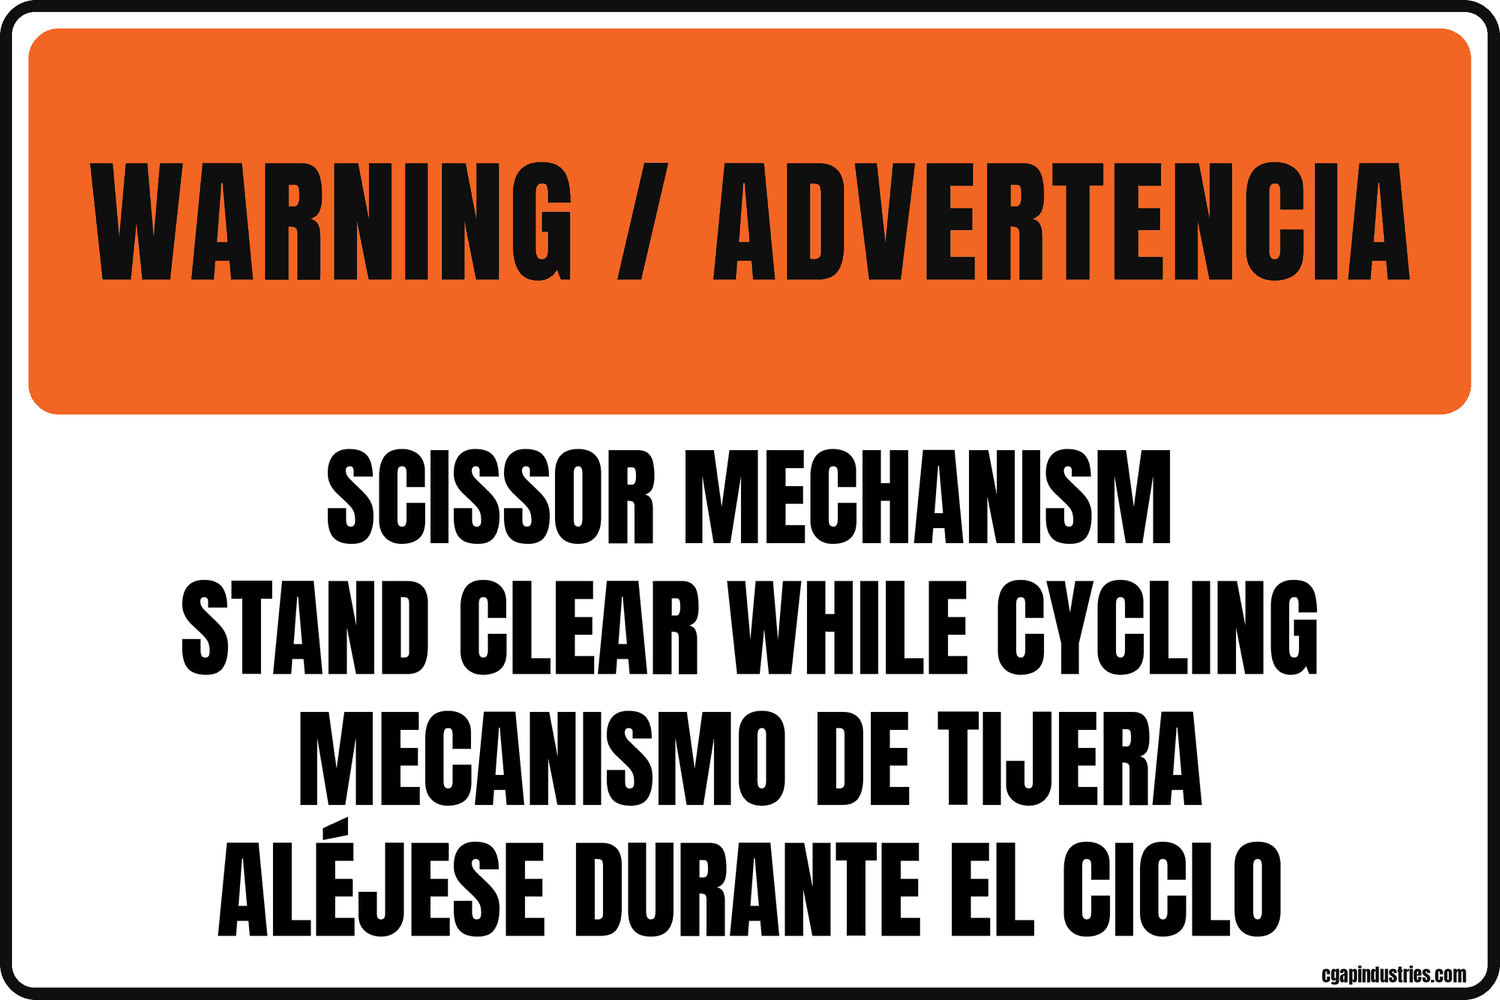 WARNING / ADVERTENCIA
SCISSOR MECHANISM
STAND CLEAR WHILE CYCLING
MECANISMO DE TIJERA
ALÉJESE DURANTE EL CICLO
cgapindustries.com